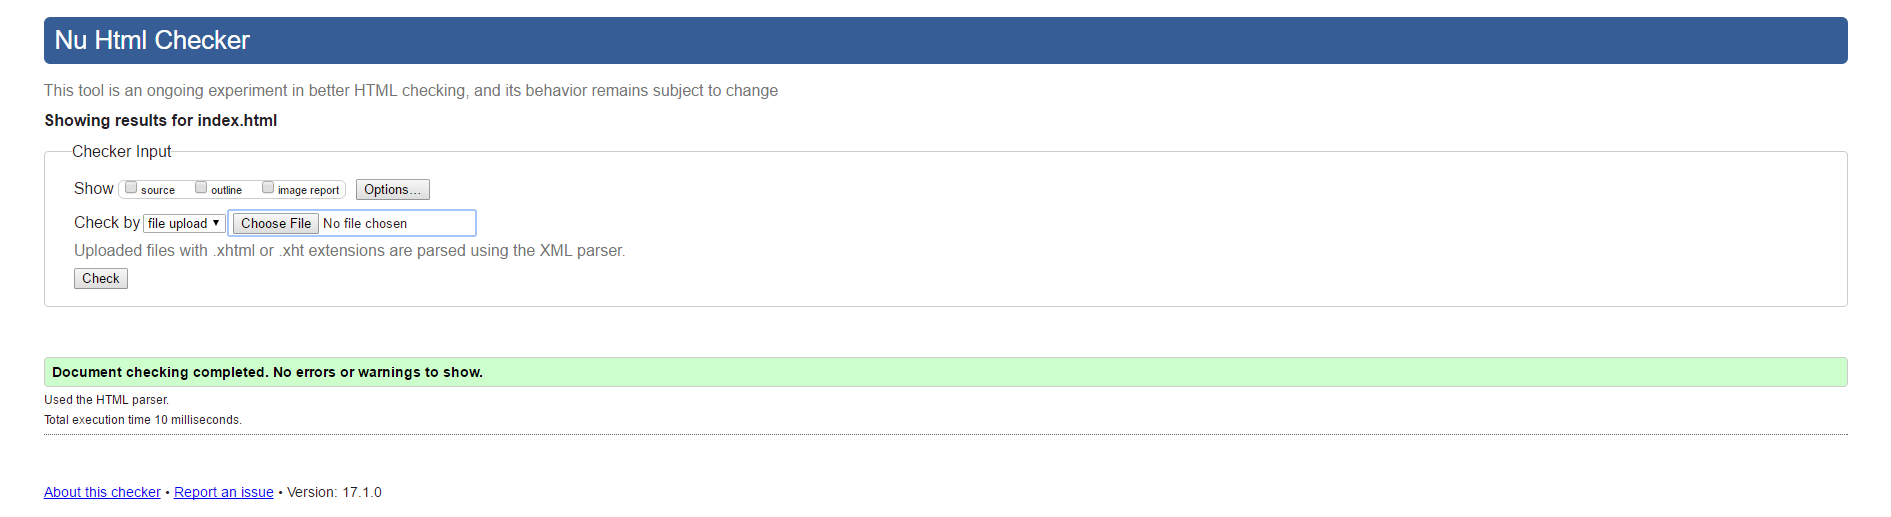 Nu Html Checker
This tool is an ongoing experiment in better HTML checking, and its behavior remains subject to change
Showing results for index.html
Checker Input
Show source outline image report Options...
Check by file upload ▼ Choose File No file chosen
Uploaded files with .xhtml or .xht extensions are parsed using the XML parser.
Check
Document checking completed. No errors or warnings to show.
Used the HTML parser.
Total execution time 10 milliseconds.
About this checker • Report an issue • Version: 17.1.0